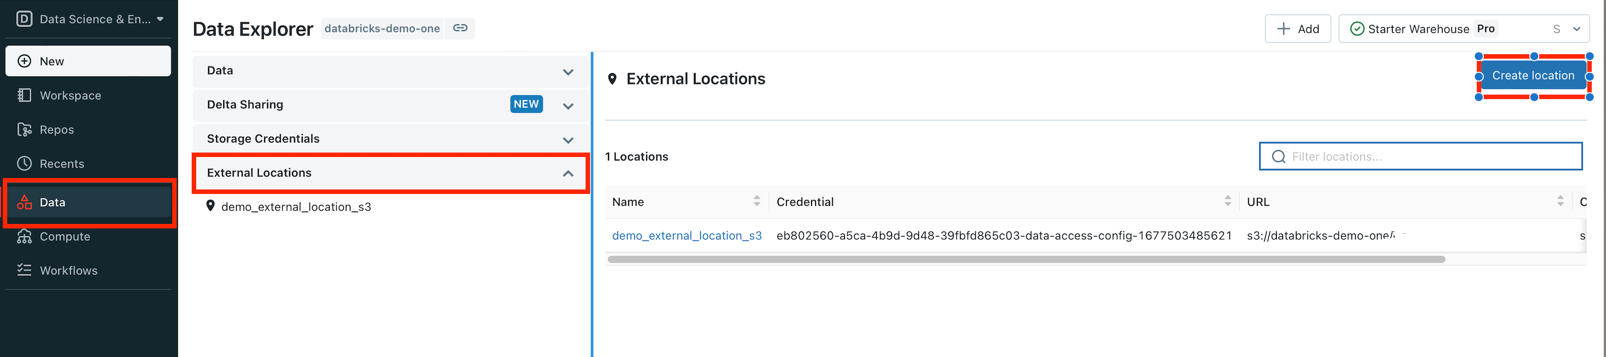 D Data Science & En...
New
Workspace
Repos
Recents
Data
Compute
Workflows
Data Explorer databricks-demo-one
Add
Starter Warehouse Pro S
Data
Delta Sharing NEW
Storage Credentials
External Locations
demo_external_location_s3
External Locations
Create location
1 Locations
Filter locations...
Name Credential URL
demo_external_location_s3 eb802560-a5ca-4b9d-9d48-39fbfd865c03-data-access-config-1677503485621 s3://databricks-demo-one/